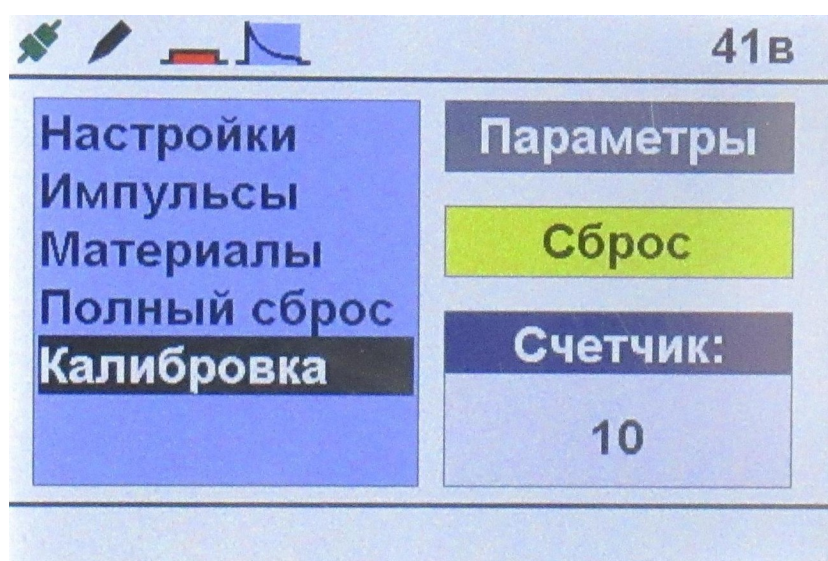 41в
Настройки
Импульсы
Материалы
Полный сброс
Калибровка
Параметры
Сброс
Счетчик:
10